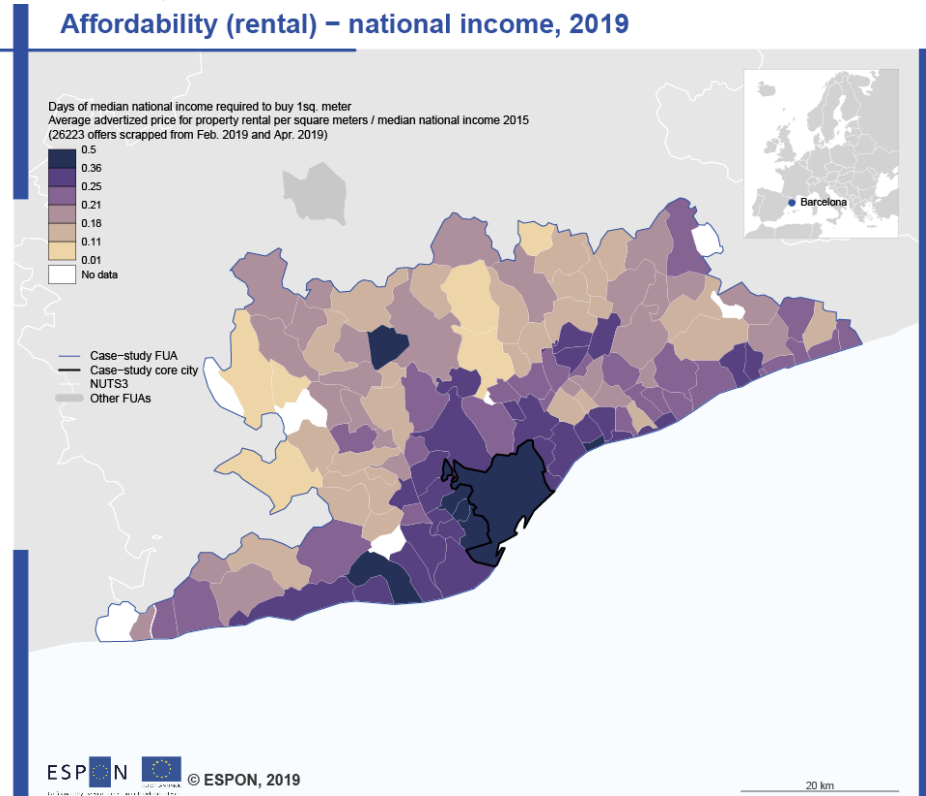 Affordability (rental) − national income, 2019
Days of median national income required to buy 1sq. meter
Average advertized price for property rental per square meters / median national income 2015
(26223 offers scrapped from Feb. 2019 and Apr. 2019)
0.5
0.36
0.25
0.21
0.18
0.11
0.01
No data
Barcelona
Case−study FUA
Case−study core city
NUTS3
Other FUAs
ESPON
© ESPON, 2019
20 km